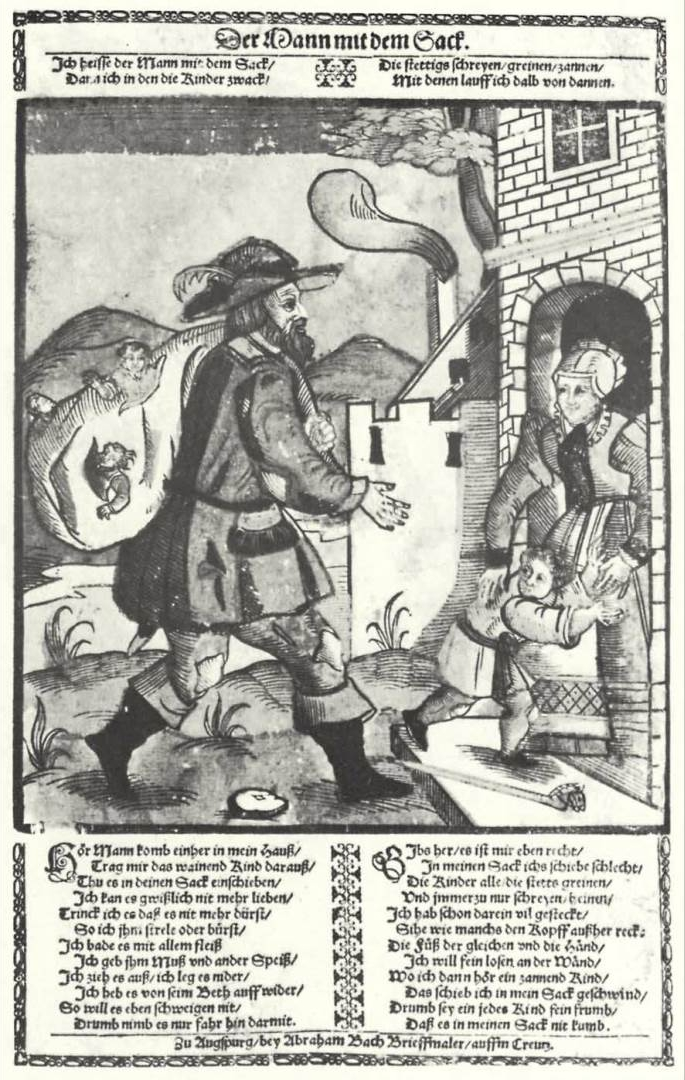 Der Mann mit dem Sack.
Ich heisse der Mann mit dem Sack/
Dara ich in den die Kinder zwack/
Die stettigs schreyen/greinen/zannen/
Mit denen lauff ich bald von dannen.
Hör Mann komb einher in mein Hauß/
Trag mir das wainend Kind darauß/
Thu es in deinen Sack einschieben/
Ich kan es gwißlich nit mehr lieben/
Trinck ich es daß es nit mehr dürst/
So ich ihm strele oder bürst/
Ich bade es mit allem fleiß
Ich geb ihm Muß vnd ander Speiß/
Ich zieh es auß/ich leg es nider/
Ich heb es von seim Beth auff wider/
So will es eben schweigen nit/
Drumb nimb es nur fahr hin darmit.
Gibs her/es ist mir eben recht/
In meinen Sack ichs schiebe schlecht/
Die Kinder alle/die stetts greinen/
Vnd jmmerzu nur schreyen/heinen/
Ich hab schon darein vil gesteckt/
Sihe wie manchs den Kopff außher reckt
Die Füß der gleichen vnd die Händ/
Ich will fein losen an der Wänd/
Wo ich dann hör ein zannend Kind/
Das schieb ich in mein Sack geschwind/
Drumb sey ein jedes Kind fein frumb/
Daß es in meinen Sack nit kumb.
Zu Augspurg/bey Abraham Bach Brieffmaler/auffm Creutz.